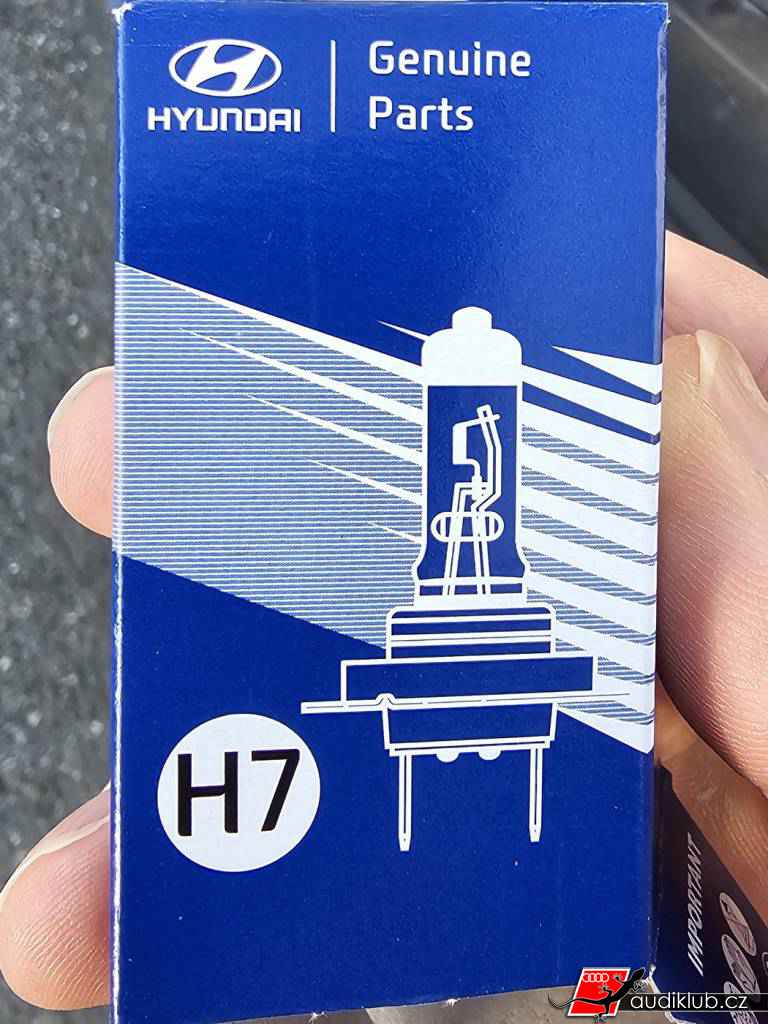 HYUNDAI
Genuine
Parts
H7
IMPORTANT
audiklub.cz